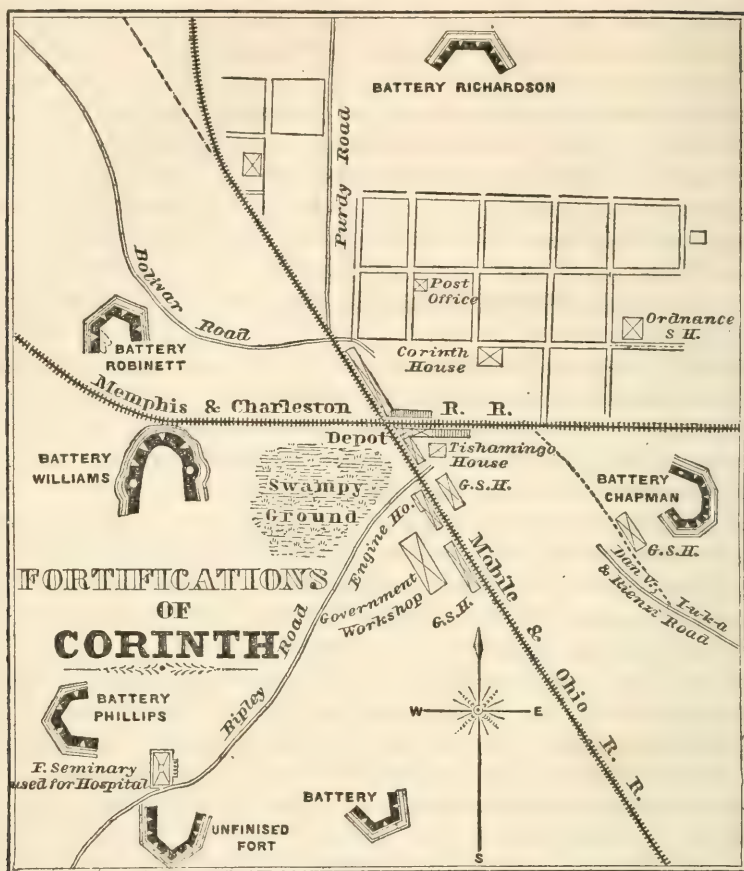 BATTERY RICHARDSON
Purdy Road
Bolivar Road
Post
Office
Ordnance
S H.
BATTERY
ROBINETT
Corinth
House
Memphis & Charleston R. R.
Depot
Tishamingo
House
BATTERY
WILLIAMS
Swampy
Ground
G.S.H.
BATTERY
CHAPMAN
Engine Ho.
G.S.H.
FORTIFICATIONS
OF
CORINTH
Government
Workshop
G.S.H.
Mobile & Ohio R. R.
Danv. Iuka
& Rienzi Road
Ripley Road
BATTERY
PHILLIPS
W E
F. Seminary
used for Hospital
BATTERY
UNFINISED
FORT
S